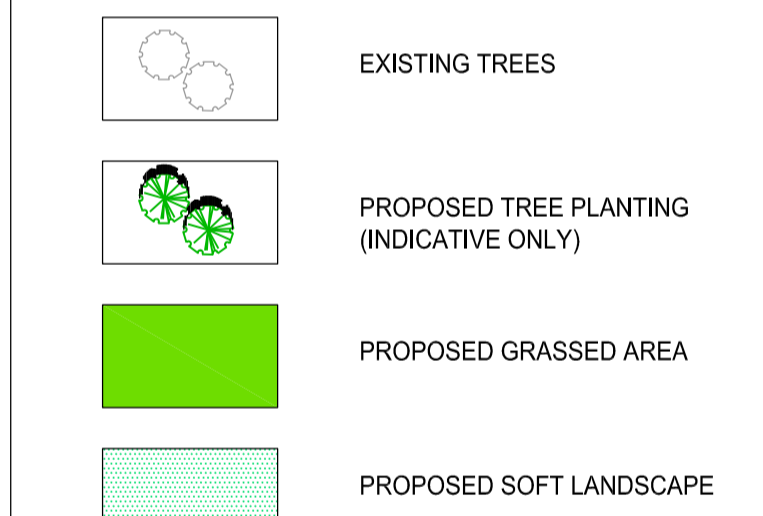 EXISTING TREES
PROPOSED TREE PLANTING
(INDICATIVE ONLY)
PROPOSED GRASSED AREA
PROPOSED SOFT LANDSCAPE